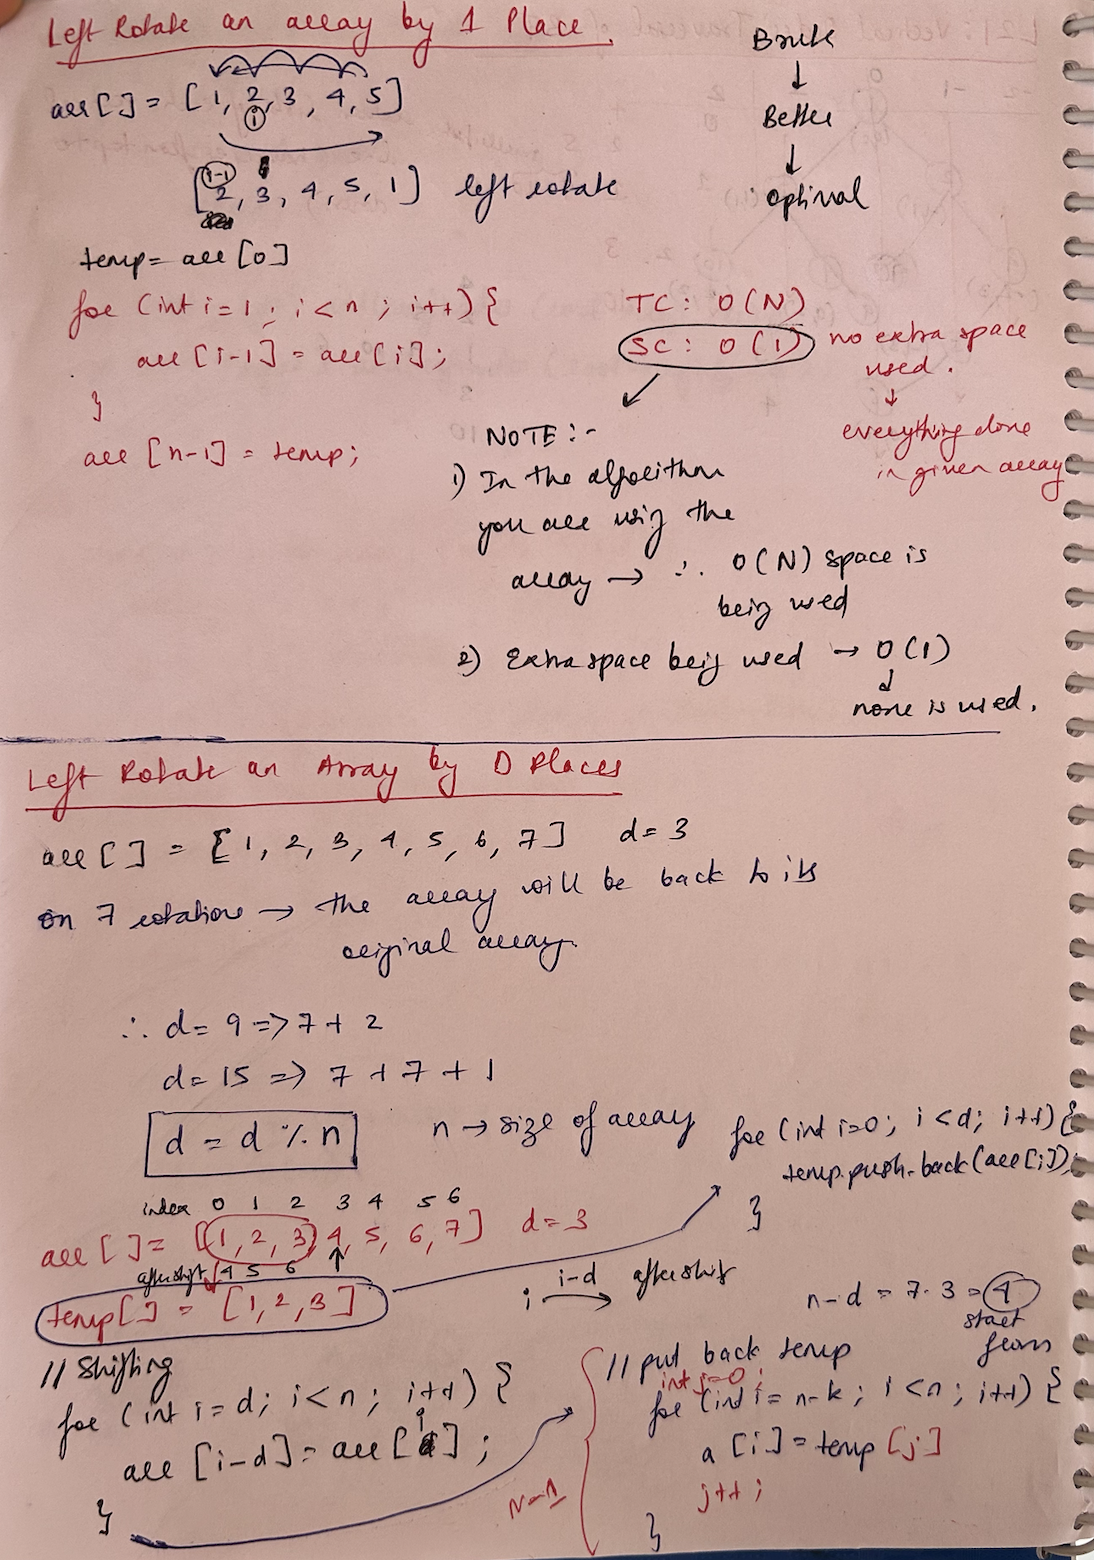 Left Rotate an array by 1 Place.
Brute
↓
Better
↓
optimal
arr[] = [1, 2, 3, 4, 5]
i
i-1
[2, 3, 4, 5, 1] left rotate
temp = arr[0]
for (int i=1; i<n; i++) {
arr[i-1] = arr[i];
}
arr[n-1] = temp;
TC: O(N)
SC: O(1) no extra space used.
↓
everything done
in given array
NOTE:-
1) In the algorithm
you are using the
array → ∴ O(N) space is
being used
2) Extra space being used → O(1)
↓
none is used.
Left Rotate an Array by D Places
arr[] = [1, 2, 3, 4, 5, 6, 7] d=3
on 7 rotations → the array will be back to its
original array.
∴ d = 9 => 7 + 2
d = 15 => 7 + 7 + 1
d = d % n
n → size of array
for (int i=0; i<d; i++) {
temp.push-back(arr[i]);
}
index 0 1 2 3 4 5 6
arr[] = [1, 2, 3, 4, 5, 6, 7] d=3
after shift 4 5 6
temp[] = [1, 2, 3]
i → i-d after shift
n-d = 7-3 = 4
start
from
// Shifting
for (int i=d; i<n; i++) {
arr[i-d] = arr[i];
}
// put back temp
int j=0;
for (int i = n-k; i<n; i++) {
a[i] = temp[j]
j++;
}